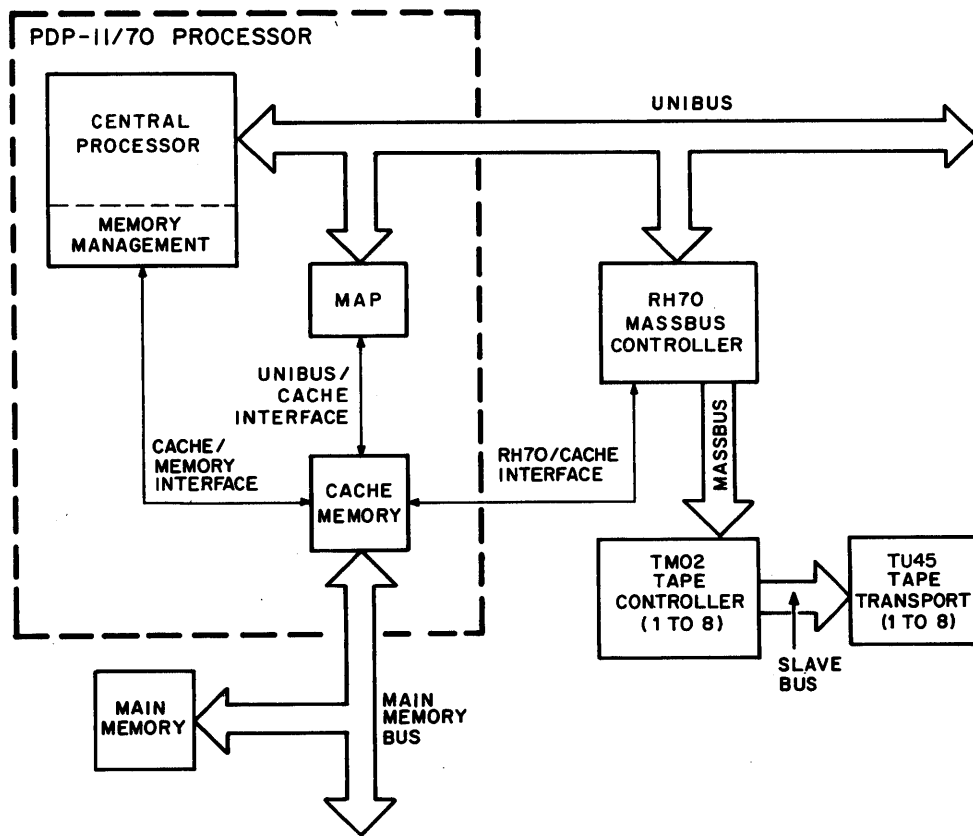 PDP-11/70 PROCESSOR
UNIBUS
CENTRAL
PROCESSOR
MEMORY
MANAGEMENT
MAP
RH70
MASSBUS
CONTROLLER
UNIBUS/
CACHE
INTERFACE
MASSBUS
CACHE/
MEMORY
INTERFACE
RH70/CACHE
INTERFACE
CACHE
MEMORY
TM02
TAPE
CONTROLLER
(1 TO 8)
TU45
TAPE
TRANSPORT
(1 TO 8)
SLAVE
BUS
MAIN
MEMORY
MAIN
MEMORY
BUS